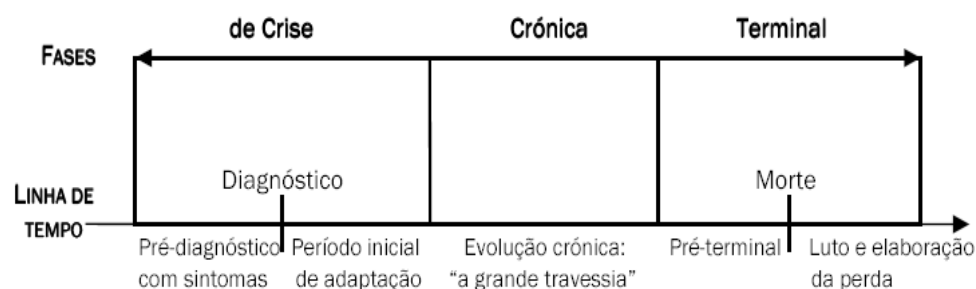 de Crise Crónica Terminal
FASES
Diagnóstico Morte
LINHA DE
TEMPO
Pré-diagnóstico Período inicial Evolução crónica: Pré-terminal Luto e elaboração
com sintomas de adaptação “a grande travessia” da perda